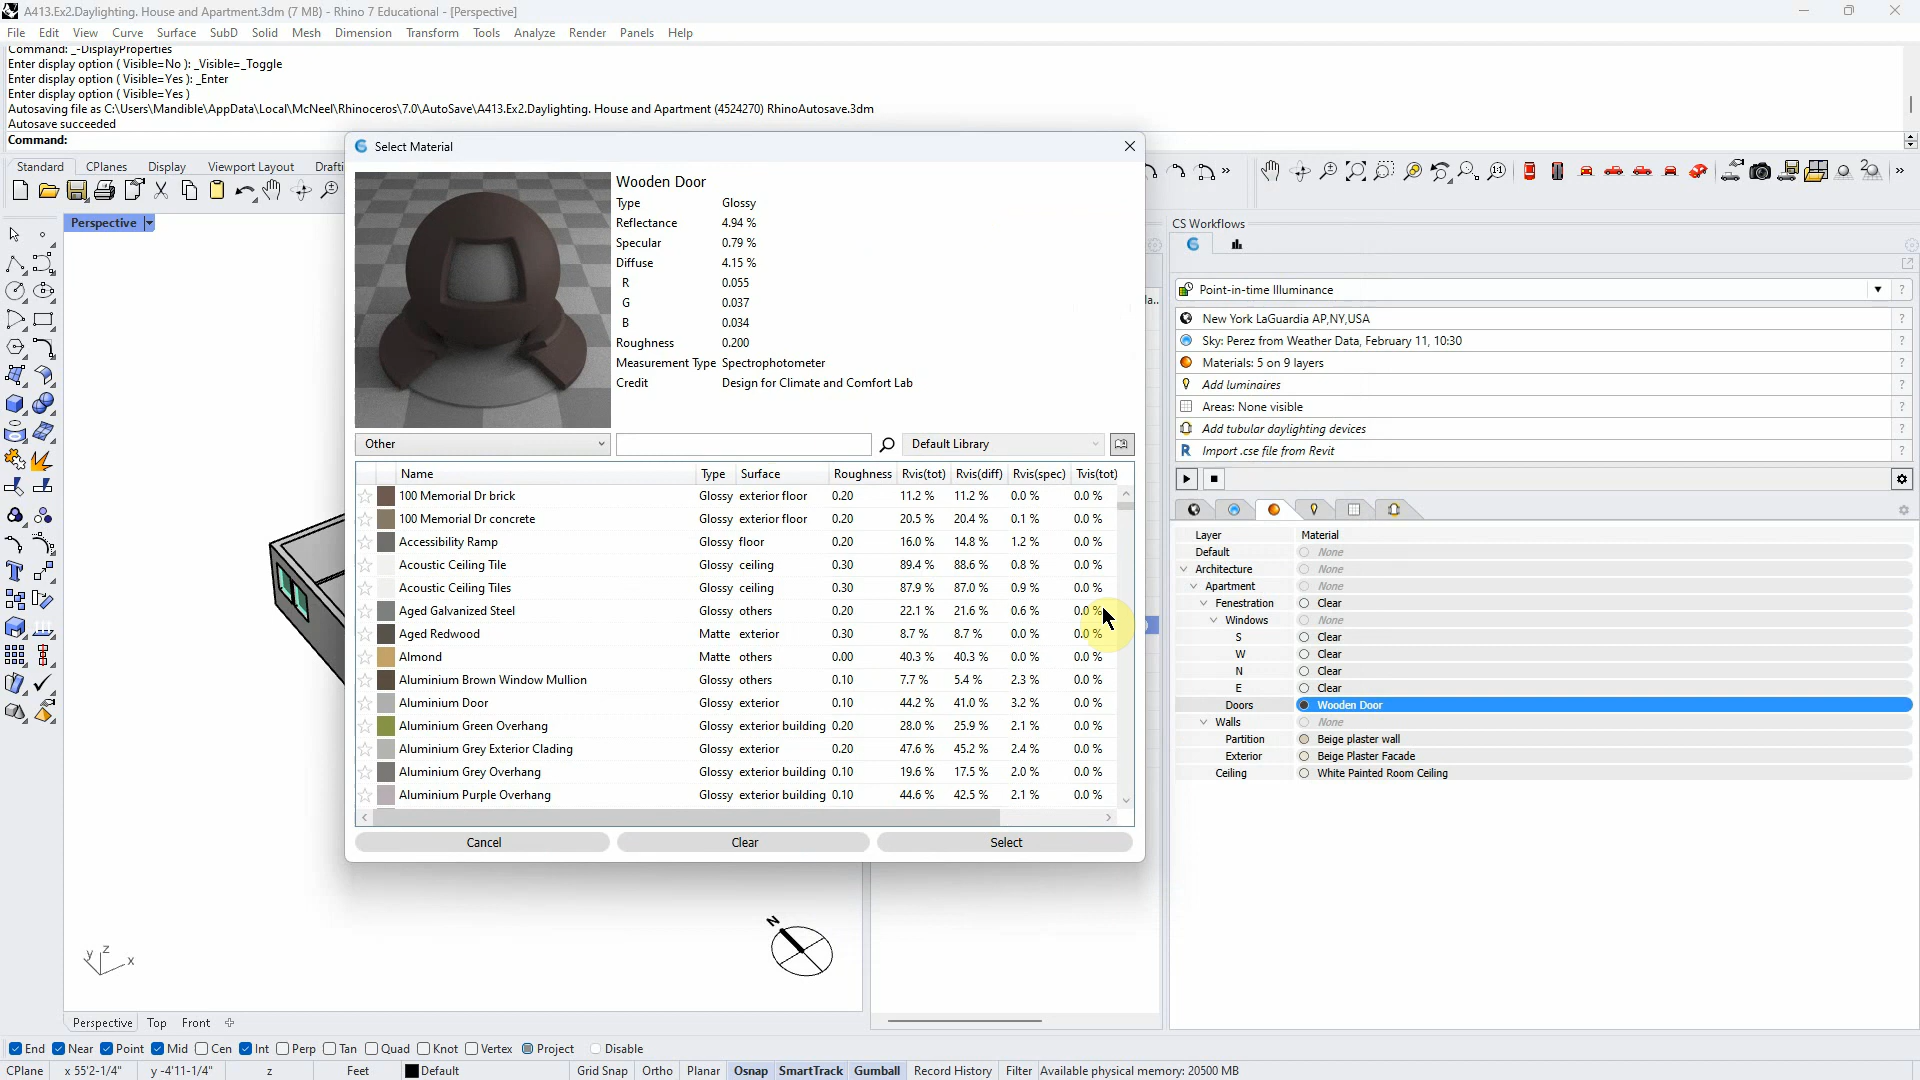 A413.Ex2.Daylighting. House and Apartment.3dm (7 MB) - Rhino 7 Educational - [Perspective]
File Edit View Curve Surface SubD Solid Mesh Dimension Transform Tools Analyze Render Panels Help
Command: _-DisplayProperties
Enter display option ( Visible=No ): _Visible=_Toggle
Enter display option ( Visible=Yes ): _Enter
Enter display option ( Visible=Yes )
Autosaving file as C:\Users\Mandible\AppData\Local\McNeel\Rhinoceros\7.0\AutoSave\A413.Ex2.Daylighting. House and Apartment (4524270) RhinoAutosave.3dm
Autosave succeeded
Command:
Standard CPlanes Display Viewport Layout Drafti
Perspective
Select Material
Wooden Door
Type Glossy
Reflectance 4.94 %
Specular 0.79 %
Diffuse 4.15 %
R 0.055
G 0.037
B 0.034
Roughness 0.200
Measurement Type Spectrophotometer
Credit Design for Climate and Comfort Lab
Other Default Library
Name Type Surface Roughness Rvis(tot) Rvis(diff) Rvis(spec) Tvis(tot)
100 Memorial Dr brick Glossy exterior floor 0.20 11.2 % 11.2 % 0.0 % 0.0 %
100 Memorial Dr concrete Glossy exterior floor 0.20 20.5 % 20.4 % 0.1 % 0.0 %
Accessibility Ramp Glossy floor 0.20 16.0 % 14.8 % 1.2 % 0.0 %
Acoustic Ceiling Tile Glossy ceiling 0.30 89.4 % 88.6 % 0.8 % 0.0 %
Acoustic Ceiling Tiles Glossy ceiling 0.30 87.9 % 87.0 % 0.9 % 0.0 %
Aged Galvanized Steel Glossy others 0.20 22.1 % 21.6 % 0.6 % 0.0 %
Aged Redwood Matte exterior 0.30 8.7 % 8.7 % 0.0 % 0.0 %
Almond Matte others 0.00 40.3 % 40.3 % 0.0 % 0.0 %
Aluminium Brown Window Mullion Glossy others 0.10 7.7 % 5.4 % 2.3 % 0.0 %
Aluminium Door Glossy exterior 0.10 44.2 % 41.0 % 3.2 % 0.0 %
Aluminium Green Overhang Glossy exterior building 0.20 28.0 % 25.9 % 2.1 % 0.0 %
Aluminium Grey Exterior Clading Glossy exterior 0.20 47.6 % 45.2 % 2.4 % 0.0 %
Aluminium Grey Overhang Glossy exterior building 0.10 19.6 % 17.5 % 2.0 % 0.0 %
Aluminium Purple Overhang Glossy exterior building 0.10 44.6 % 42.5 % 2.1 % 0.0 %
Cancel Clear Select
la..
CS Workflows
Point-in-time Illuminance ?
New York LaGuardia AP,NY,USA ?
Sky: Perez from Weather Data, February 11, 10:30 ?
Materials: 5 on 9 layers ?
Add luminaires ?
Areas: None visible ?
Add tubular daylighting devices ?
R Import .cse file from Revit ?
Layer Material
Default None
Architecture None
Apartment None
Fenestration Clear
Windows None
S Clear
W Clear
N Clear
E Clear
Doors Wooden Door
Walls None
Partition Beige plaster wall
Exterior Beige Plaster Facade
Ceiling White Painted Room Ceiling
N
z
y x
Perspective Top Front
End Near Point Mid Cen Int Perp Tan Quad Knot Vertex Project Disable
CPlane x 55'2-1/4" y -4'11-1/4" z Feet Default Grid Snap Ortho Planar Osnap SmartTrack Gumball Record History Filter Available physical memory: 20500 MB